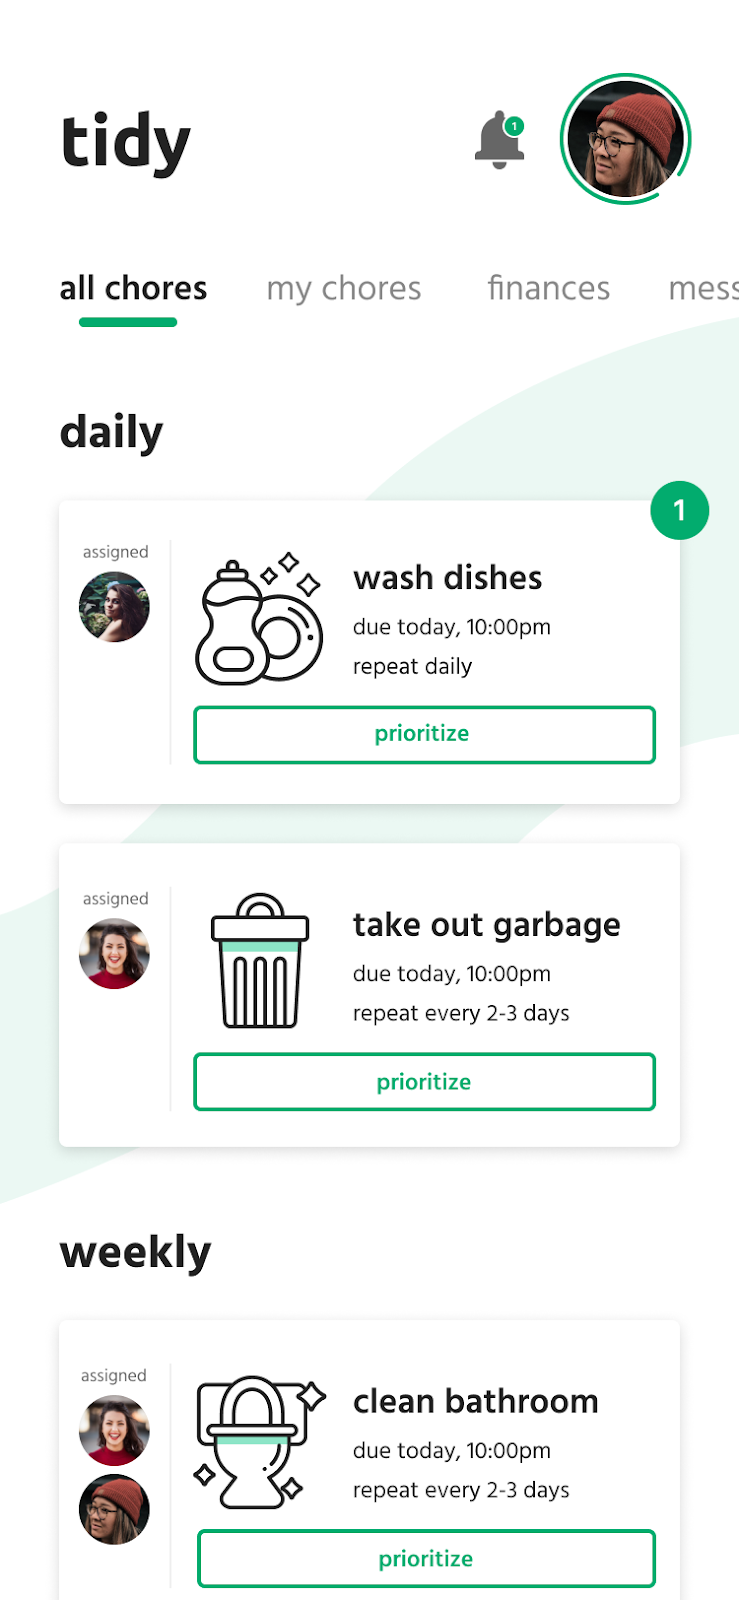 tidy
1
all chores my chores finances mess
daily
1
assigned
wash dishes
due today, 10:00pm
repeat daily
prioritize
assigned
take out garbage
due today, 10:00pm
repeat every 2-3 days
prioritize
weekly
assigned
clean bathroom
due today, 10:00pm
repeat every 2-3 days
prioritize